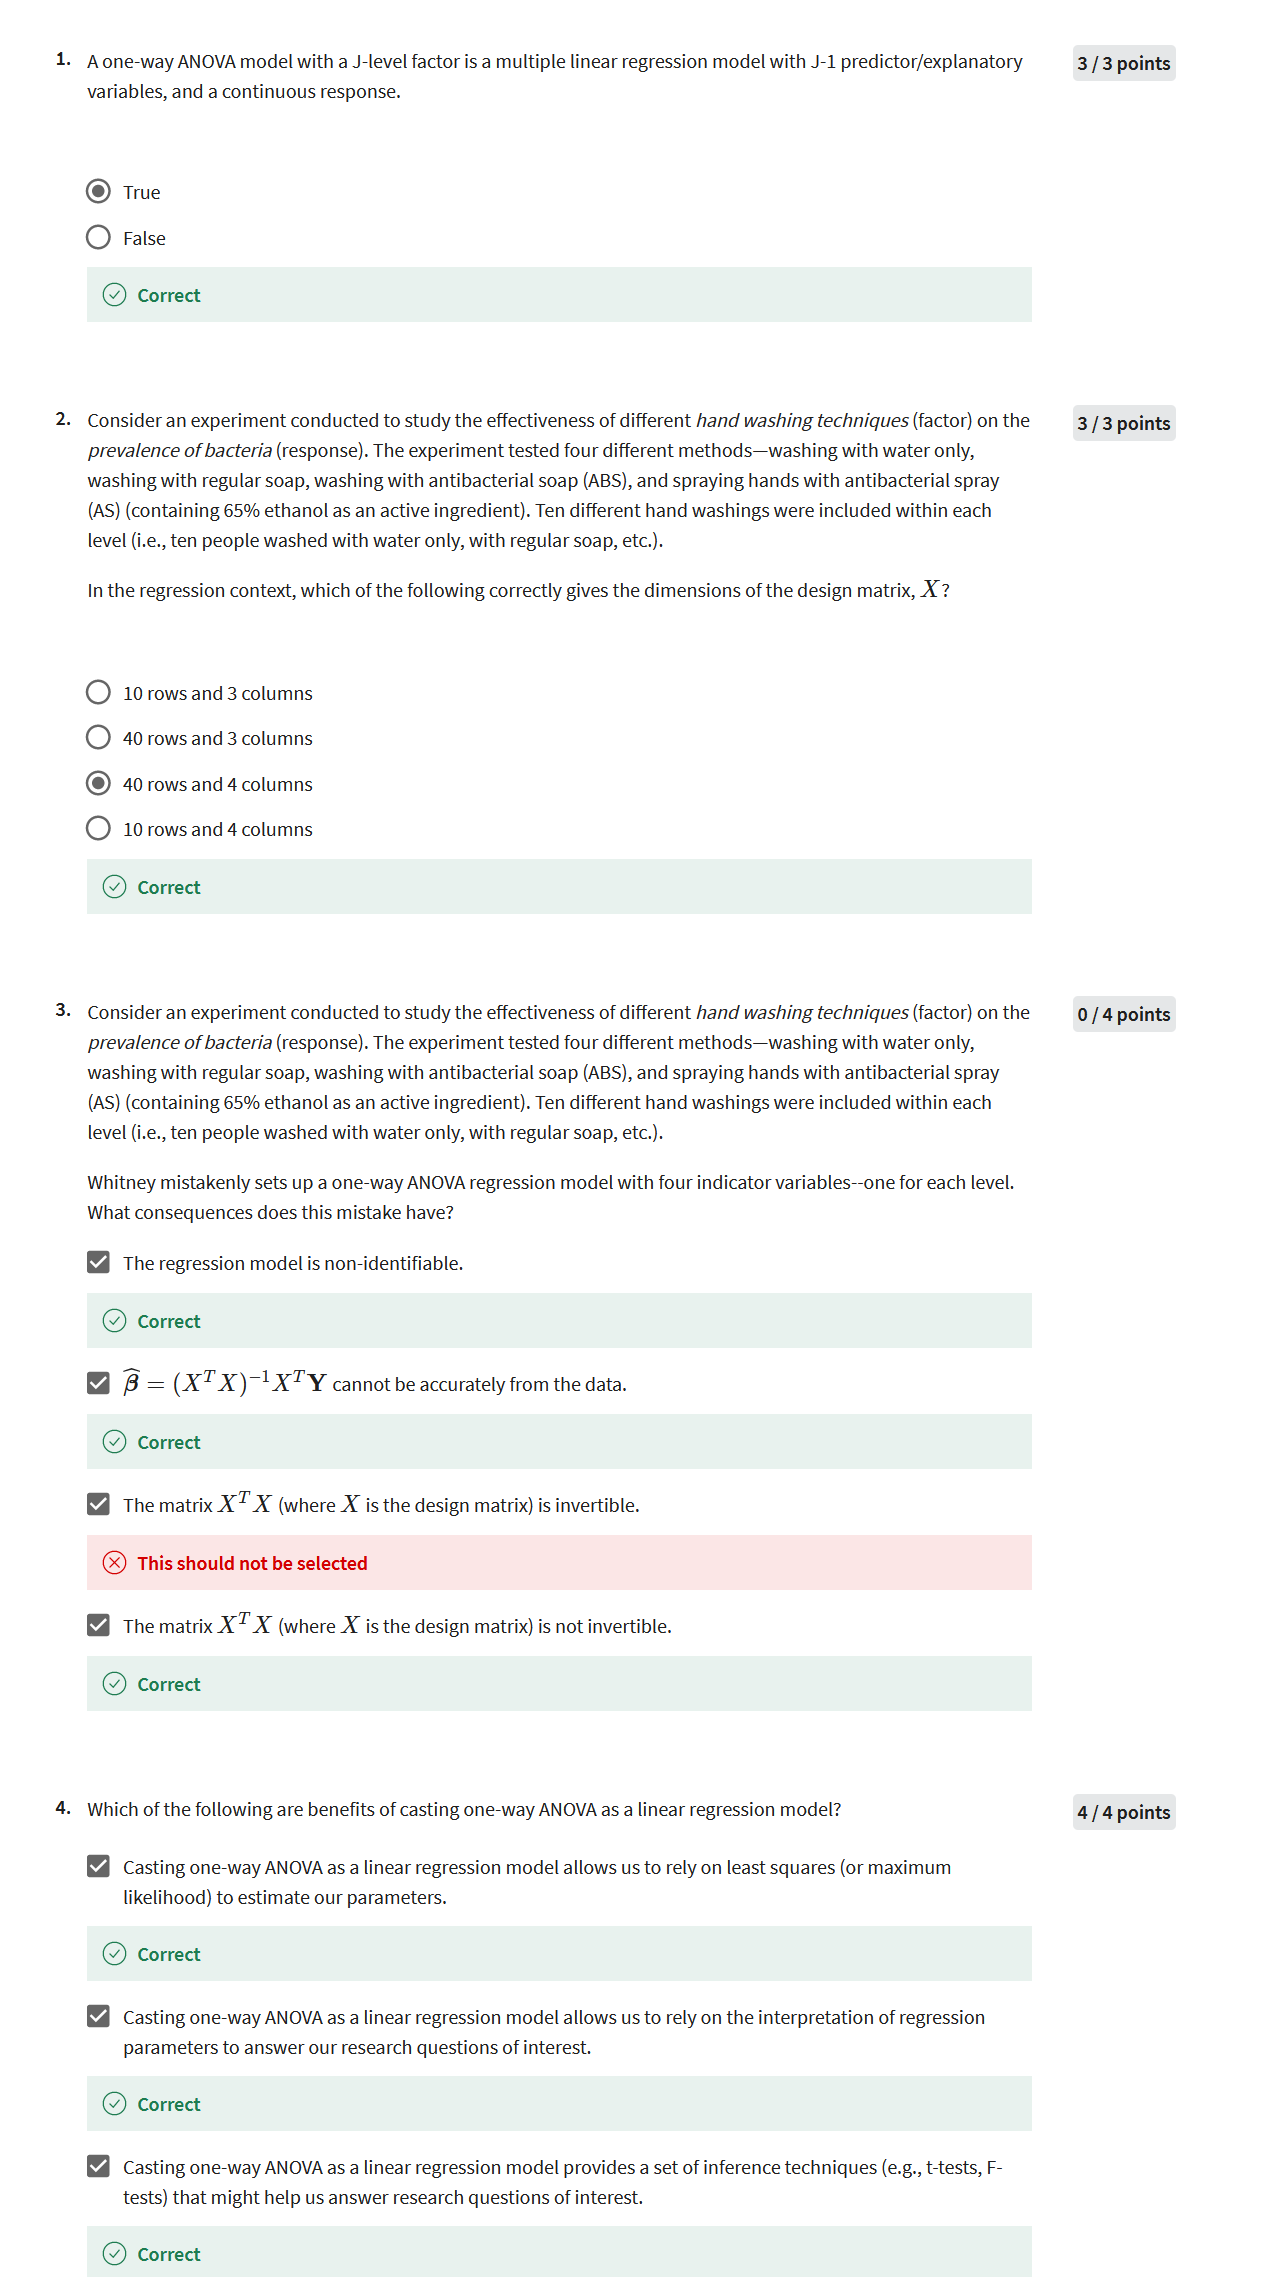 1. A one-way ANOVA model with a J-level factor is a multiple linear regression model with J-1 predictor/explanatory
variables, and a continuous response.
3 / 3 points
True
False
Correct
2. Consider an experiment conducted to study the effectiveness of different hand washing techniques (factor) on the
prevalence of bacteria (response). The experiment tested four different methods—washing with water only,
washing with regular soap, washing with antibacterial soap (ABS), and spraying hands with antibacterial spray
(AS) (containing 65% ethanol as an active ingredient). Ten different hand washings were included within each
level (i.e., ten people washed with water only, with regular soap, etc.).
3 / 3 points
In the regression context, which of the following correctly gives the dimensions of the design matrix, X?
10 rows and 3 columns
40 rows and 3 columns
40 rows and 4 columns
10 rows and 4 columns
Correct
3. Consider an experiment conducted to study the effectiveness of different hand washing techniques (factor) on the
prevalence of bacteria (response). The experiment tested four different methods—washing with water only,
washing with regular soap, washing with antibacterial soap (ABS), and spraying hands with antibacterial spray
(AS) (containing 65% ethanol as an active ingredient). Ten different hand washings were included within each
level (i.e., ten people washed with water only, with regular soap, etc.).
0 / 4 points
Whitney mistakenly sets up a one-way ANOVA regression model with four indicator variables--one for each level.
What consequences does this mistake have?
The regression model is non-identifiable.
Correct
$\widehat{\boldsymbol{\beta}} = (X^T X)^{-1} X^T \mathbf{Y}$ cannot be accurately from the data.
Correct
The matrix $X^T X$ (where $X$ is the design matrix) is invertible.
This should not be selected
The matrix $X^T X$ (where $X$ is the design matrix) is not invertible.
Correct
4. Which of the following are benefits of casting one-way ANOVA as a linear regression model?
4 / 4 points
Casting one-way ANOVA as a linear regression model allows us to rely on least squares (or maximum
likelihood) to estimate our parameters.
Correct
Casting one-way ANOVA as a linear regression model allows us to rely on the interpretation of regression
parameters to answer our research questions of interest.
Correct
Casting one-way ANOVA as a linear regression model provides a set of inference techniques (e.g., t-tests, F-
tests) that might help us answer research questions of interest.
Correct